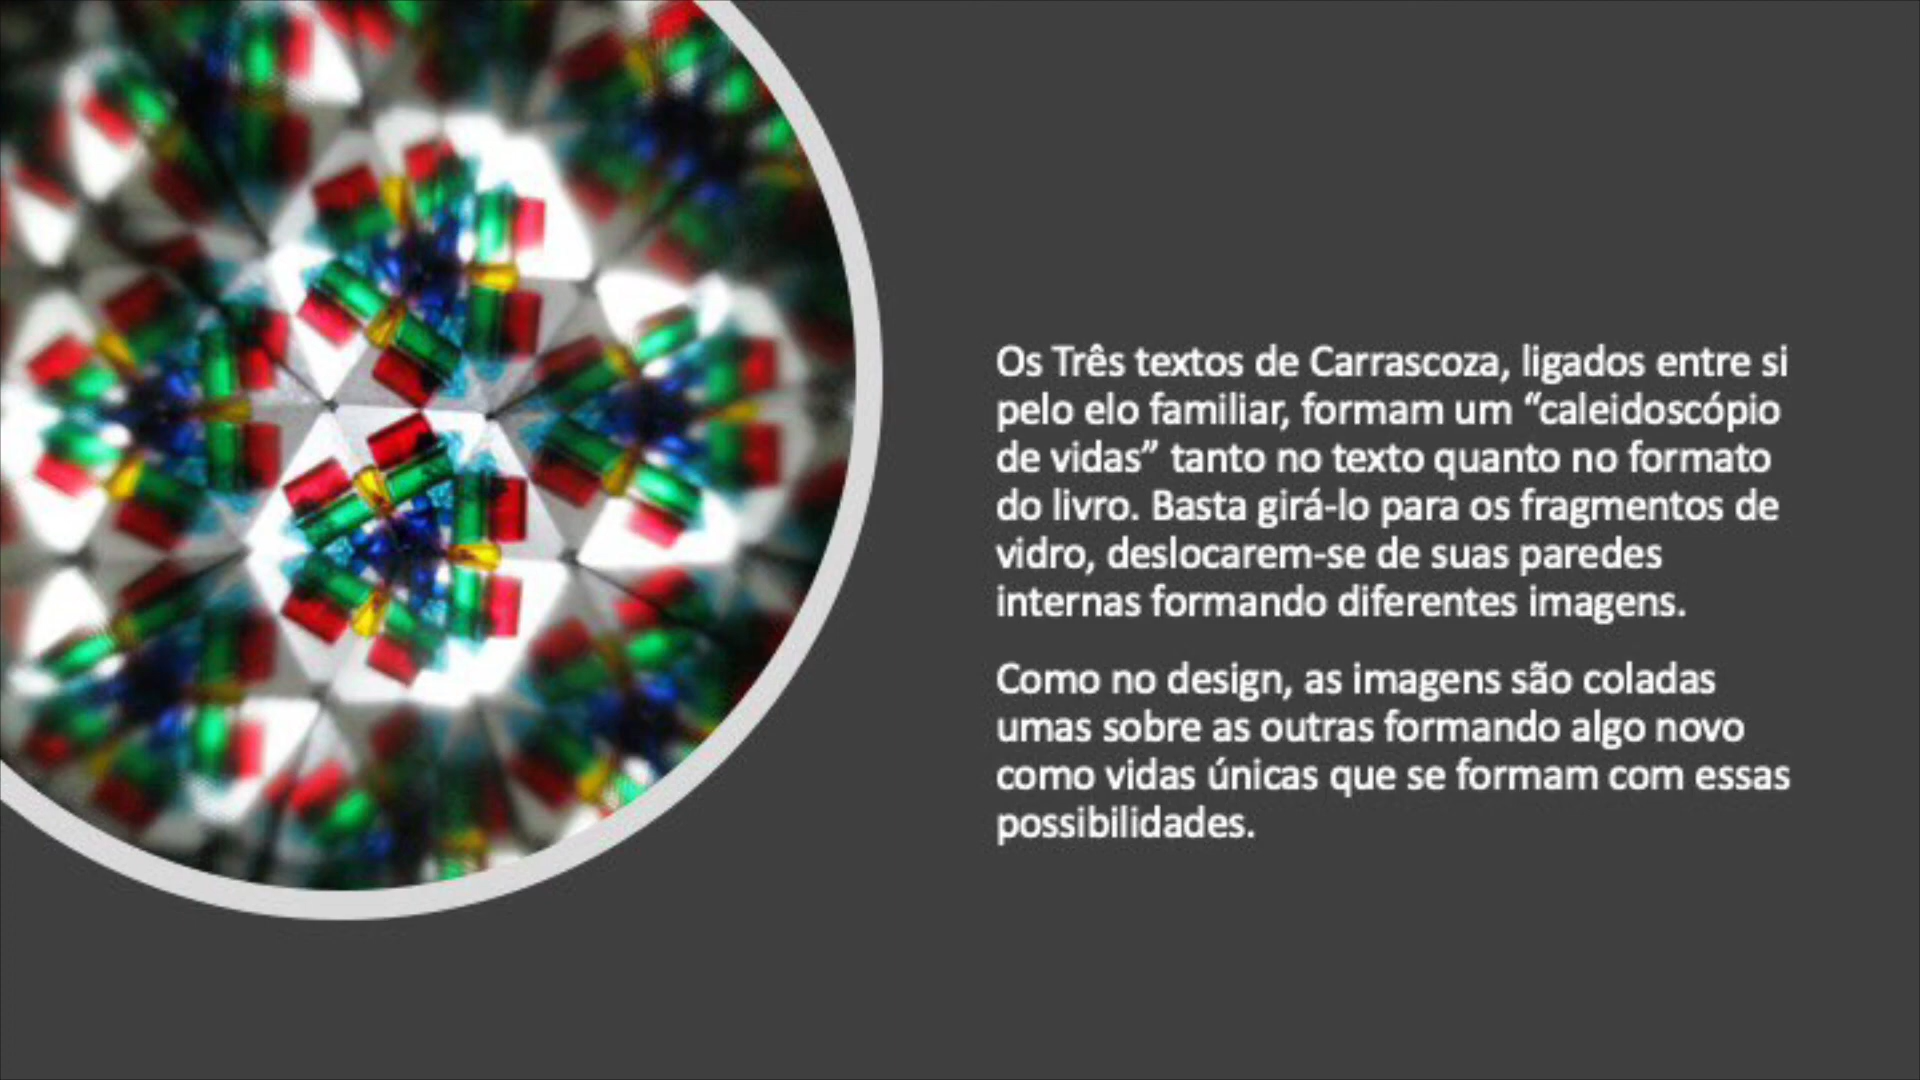 Os Três textos de Carrascoza, ligados entre si
pelo elo familiar, formam um “caleidoscópio
de vidas” tanto no texto quanto no formato
do livro. Basta girá-lo para os fragmentos de
vidro, deslocarem-se de suas paredes
internas formando diferentes imagens.
Como no design, as imagens são coladas
umas sobre as outras formando algo novo
como vidas únicas que se formam com essas
possibilidades.